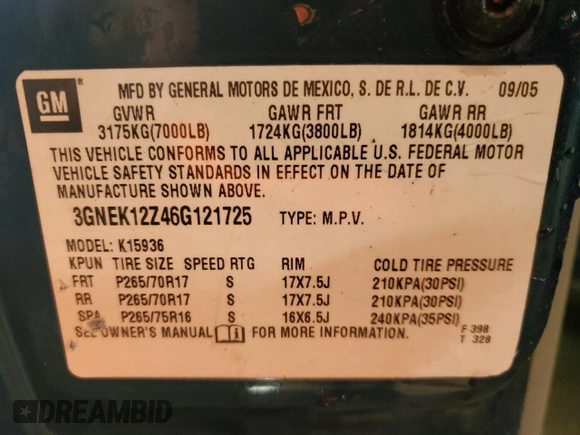 GM
MFD BY GENERAL MOTORS DE MEXICO, S. DE R.L. DE C.V. 09/05
GVWR GAWR FRT GAWR RR
3175KG(7000LB) 1724KG(3800LB) 1814KG(4000LB)
THIS VEHICLE CONFORMS TO ALL APPLICABLE U.S. FEDERAL MOTOR
VEHICLE SAFETY STANDARDS IN EFFECT ON THE DATE OF
MANUFACTURE SHOWN ABOVE.
3GNEK12Z46G121725 TYPE: M.P.V.
MODEL: K15936
KPUN TIRE SIZE SPEED RTG RIM COLD TIRE PRESSURE
FRT P265/70R17 S 17X7.5J 210KPA(30PSI)
RR P265/70R17 S 17X7.5J 210KPA(30PSI)
SPA P265/75R16 S 16X6.5J 240KPA(35PSI)
SEE OWNER'S MANUAL FOR MORE INFORMATION. F 398
T 328
DREAMBID